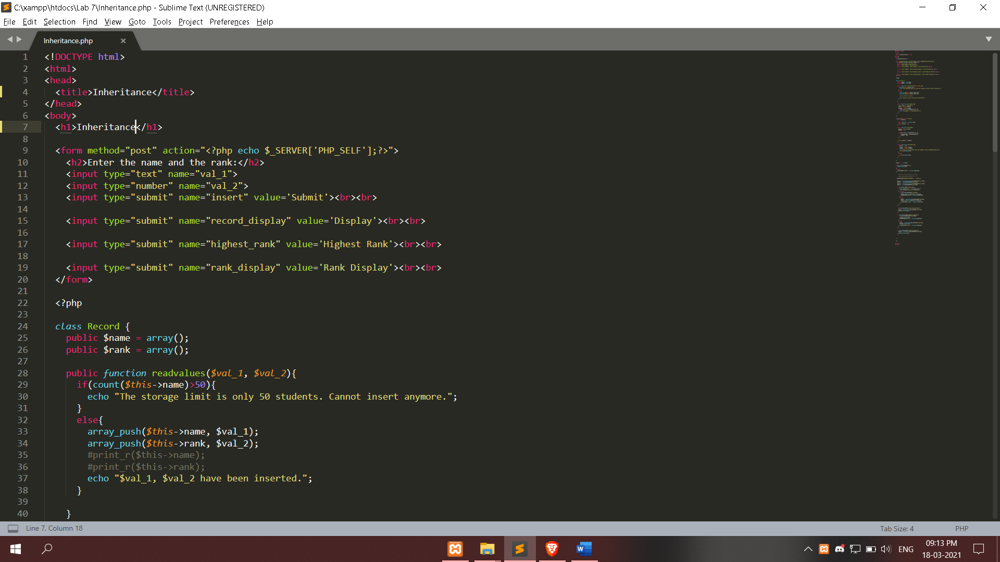 C:\xampp\htdocs\Lab 7\Inheritance.php - Sublime Text (UNREGISTERED)
File Edit Selection Find View Goto Tools Project Preferences Help
Inheritance.php
1 <!DOCTYPE html>
2 <html>
3 <head>
4 <title>Inheritance</title>
5 </head>
6 <body>
7 <h1>Inheritance</h1>
8
9 <form method="post" action="<?php echo $_SERVER['PHP_SELF'];?>">
10 <h2>Enter the name and the rank:</h2>
11 <input type="text" name="val_1">
12 <input type="number" name="val_2">
13 <input type="submit" name="insert" value='Submit'><br><br>
14
15 <input type="submit" name="record_display" value='Display'><br><br>
16
17 <input type="submit" name="highest_rank" value='Highest Rank'><br><br>
18
19 <input type="submit" name="rank_display" value='Rank Display'><br><br>
20 </form>
21
22 <?php
23
24 class Record {
25 public $name = array();
26 public $rank = array();
27
28 public function readvalues($val_1, $val_2){
29 if(count($this->name)>50){
30 echo "The storage limit is only 50 students. Cannot insert anymore.";
31 }
32 else{
33 array_push($this->name, $val_1);
34 array_push($this->rank, $val_2);
35 #print_r($this->name);
36 #print_r($this->rank);
37 echo "$val_1, $val_2 have been inserted.";
38 }
39
40 }
Line 7, Column 18 Tab Size: 4 PHP
ENG 09:13 PM
18-03-2021